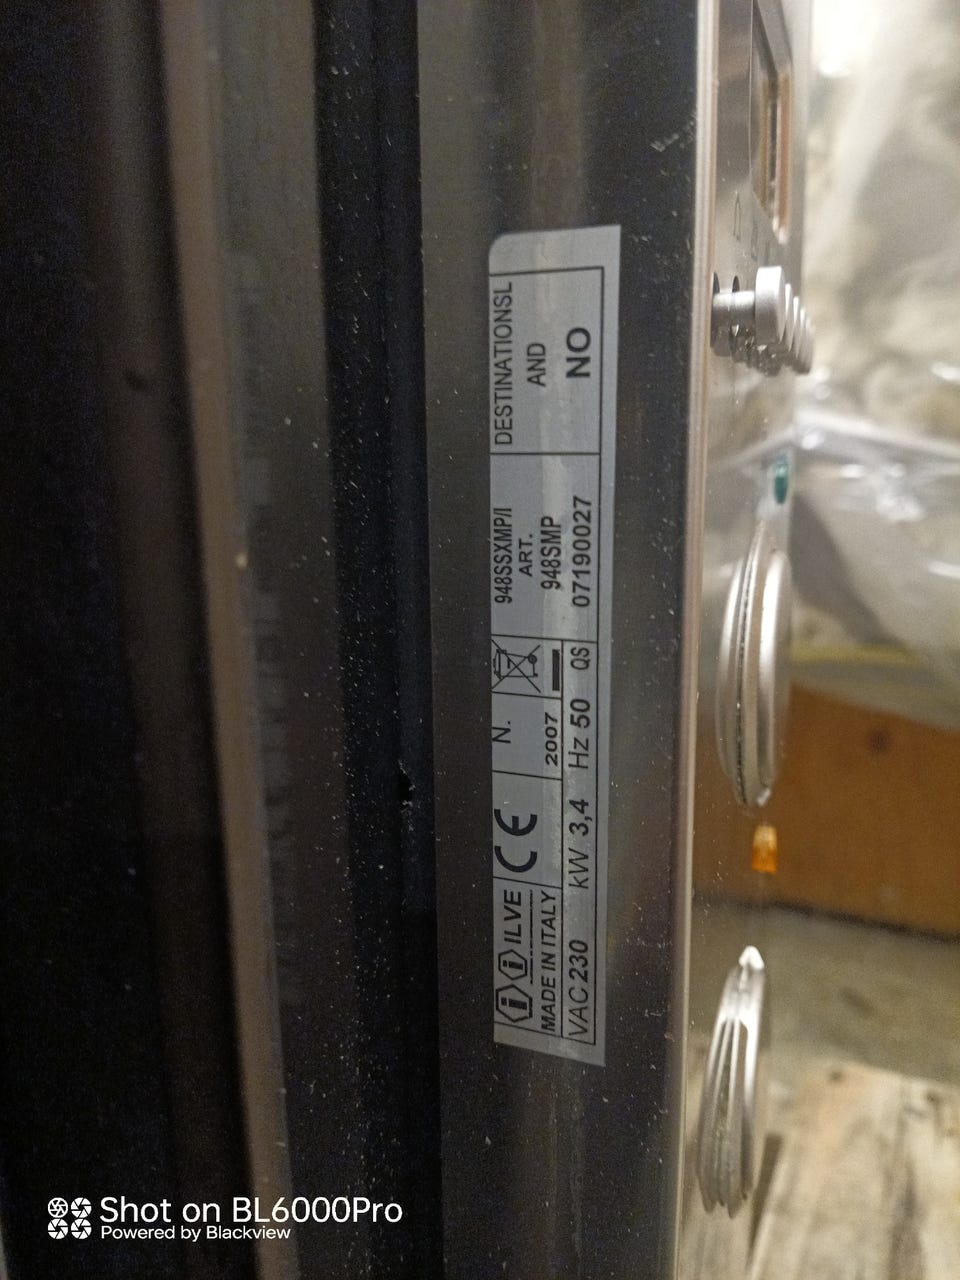 ILVE
MADE IN ITALY
CE
N.
2007
VAC 230 kW 3,4 Hz 50 QS
948SSXMP/I
ART.
948SMP
07190027
DESTINATIONSL
AND
NO
Shot on BL6000Pro
Powered by Blackview